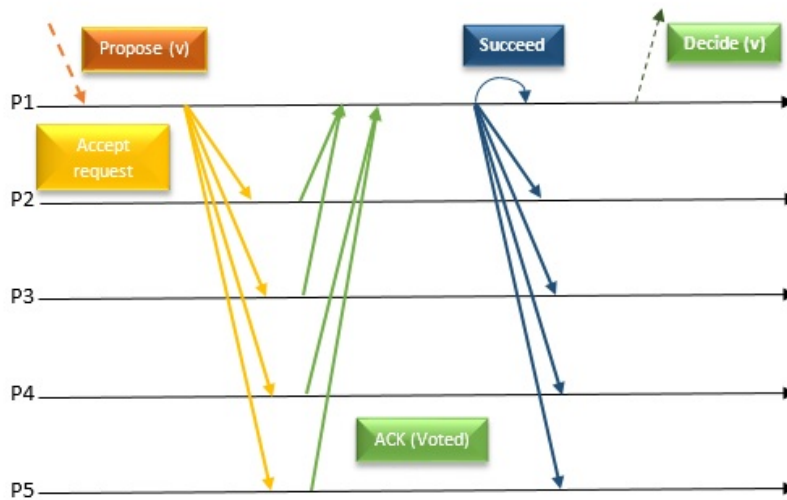 Propose (v)
Succeed
Decide (v)
P1
Accept
request
P2
P3
P4
ACK (Voted)
P5